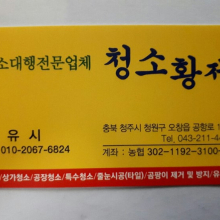 소대행전문업체
청소황제
유 시
010-2067-6824
충북 청주시 청원구 오창읍 공항로 1
Tel. 043-211-4
계좌 : 농협 302-1192-3100-
/상가청소/공장청소/특수청소/줄눈시공(타일)/곰팡이 제거 및 방지/유